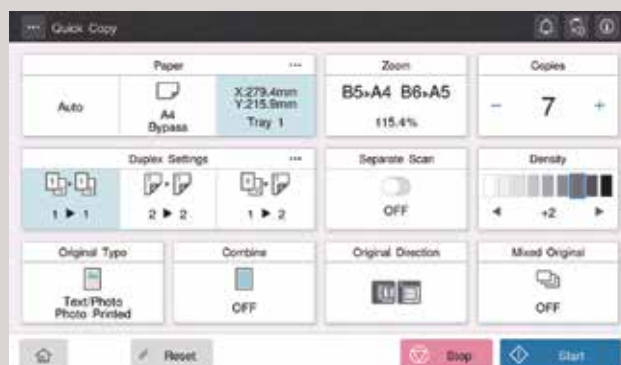 Quick Copy
Paper
Zoom
Copies
Auto
A4
Bypass
X:279.4mm
Y:215.9mm
Tray 1
B5▸A4 B6▸A5
115.4%
- 7 +
Duplex Settings
Separate Scan
Density
1 ▶ 1
2 ▶ 2
1 ▶ 2
OFF
◀ +2 ▶
Original Type
Combine
Original Direction
Mixed Original
Text/Photo
Photo Printed
OFF
OFF
Reset
Stop
Start